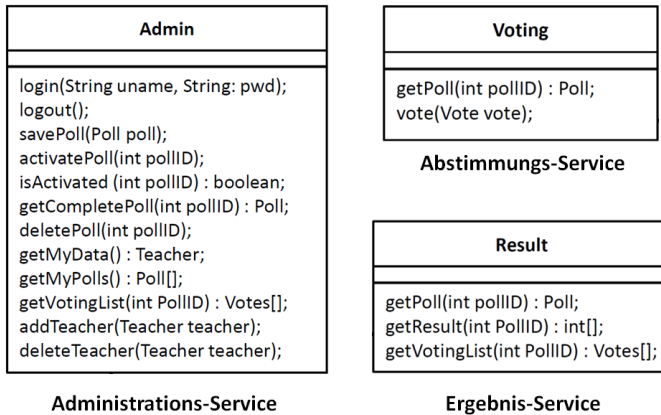 Admin
login(String uname, String: pwd);
logout();
savePoll(Poll poll);
activatePoll(int pollID);
isActivated (int pollID) : boolean;
getCompletePoll(int pollID) : Poll;
deletePoll(int pollID);
getMyData() : Teacher;
getMyPolls() : Poll[];
getVotingList(int PollID) : Votes[];
addTeacher(Teacher teacher);
deleteTeacher(Teacher teacher);
Administrations-Service
Voting
getPoll(int pollID) : Poll;
vote(Vote vote);
Abstimmungs-Service
Result
getPoll(int pollID) : Poll;
getResult(int PollID) : int[];
getVotingList(int PollID) : Votes[];
Ergebnis-Service